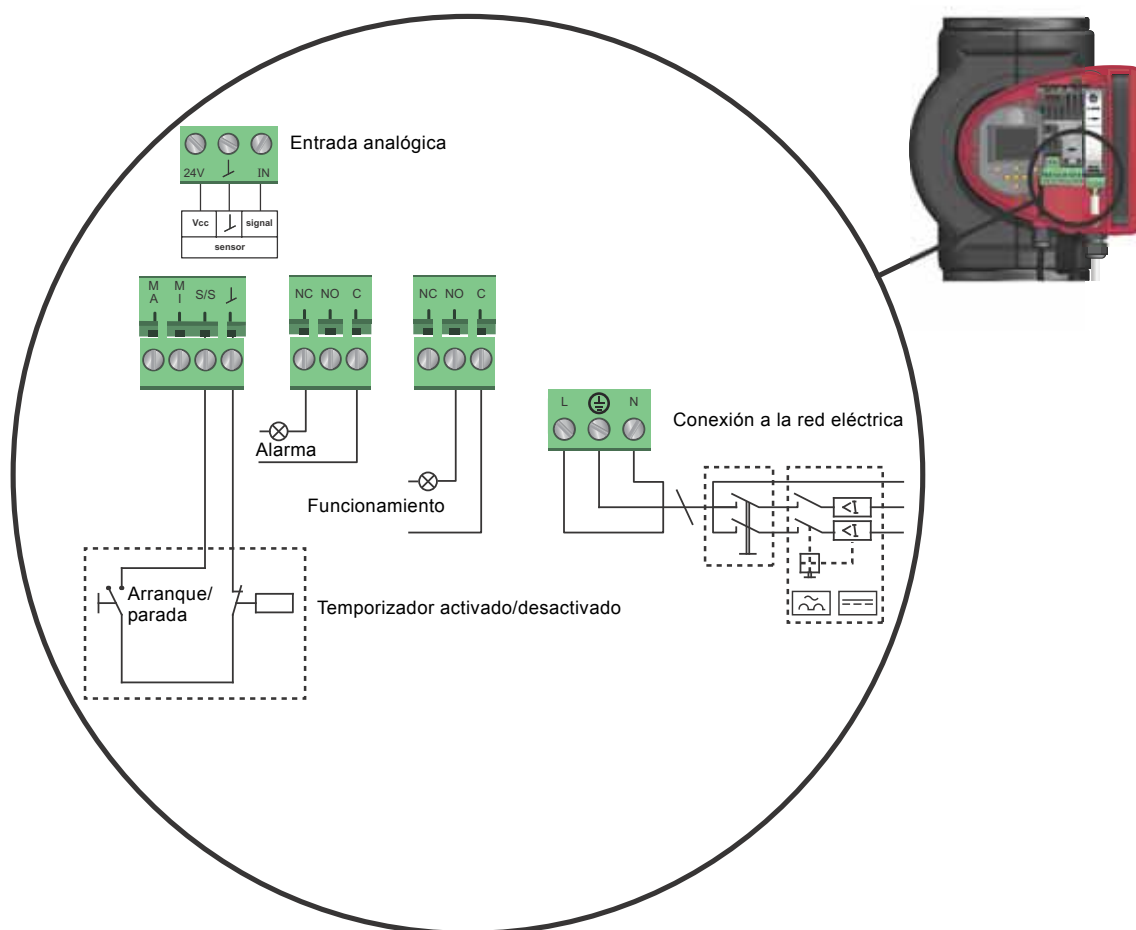 Entrada analógica
24V IN
Vcc signal
sensor
M A M I S/S
NC NO C
NC NO C
Alarma
Funcionamiento
L N
Conexión a la red eléctrica
<I
<I
Arranque/
parada
Temporizador activado/desactivado